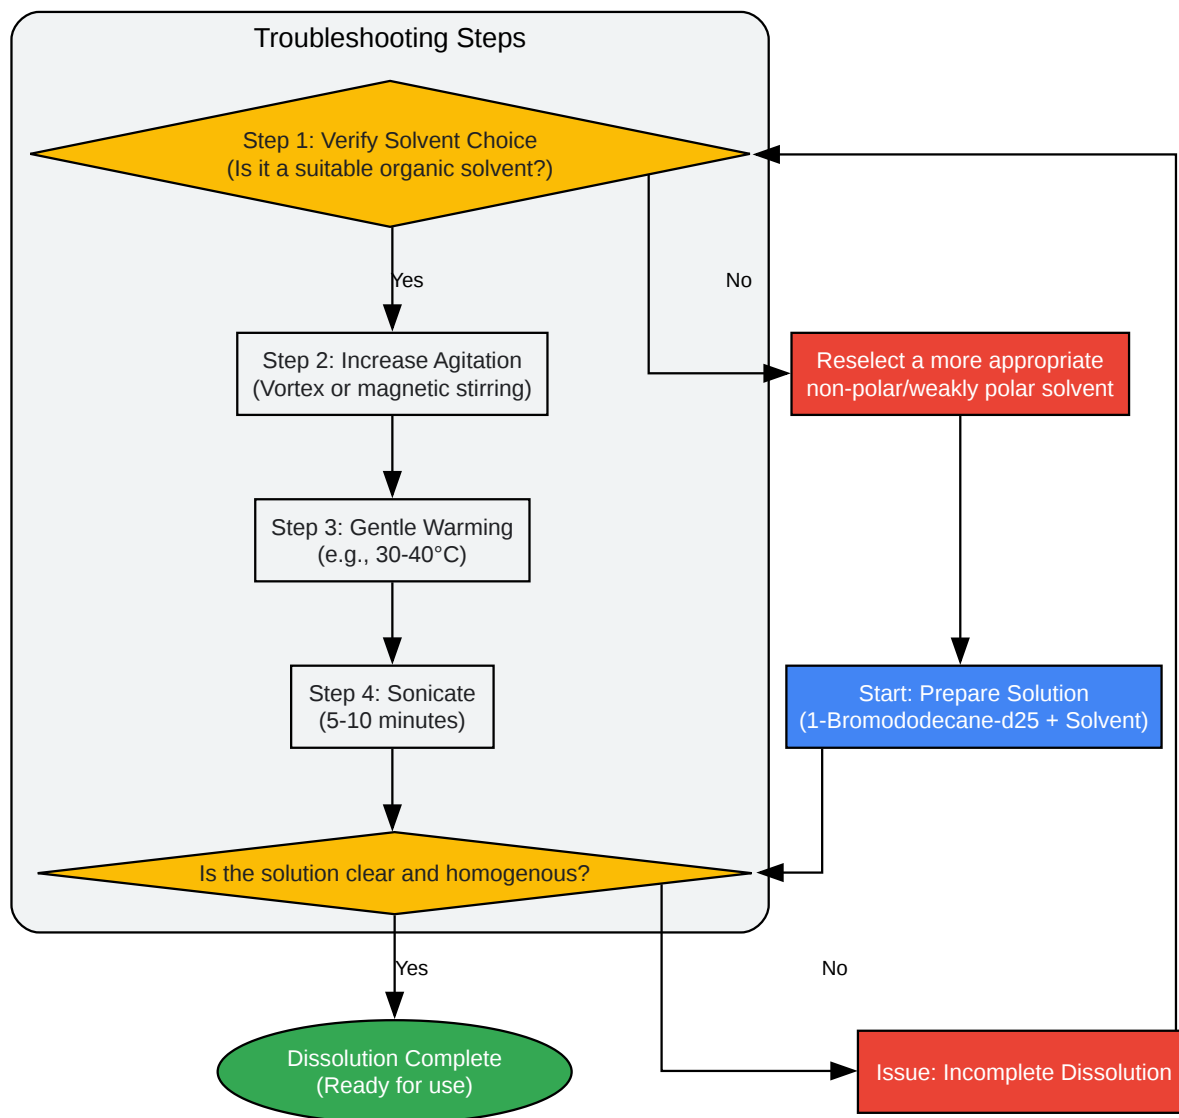 Troubleshooting Steps
Step 1: Verify Solvent Choice
(Is it a suitable organic solvent?)
Yes
No
Step 2: Increase Agitation
(Vortex or magnetic stirring)
Reselect a more appropriate
non-polar/weakly polar solvent
Step 3: Gentle Warming
(e.g., 30-40°C)
Step 4: Sonicate
(5-10 minutes)
Start: Prepare Solution
(1-Bromododecane-d25 + Solvent)
Is the solution clear and homogenous?
Yes
No
Dissolution Complete
(Ready for use)
Issue: Incomplete Dissolution